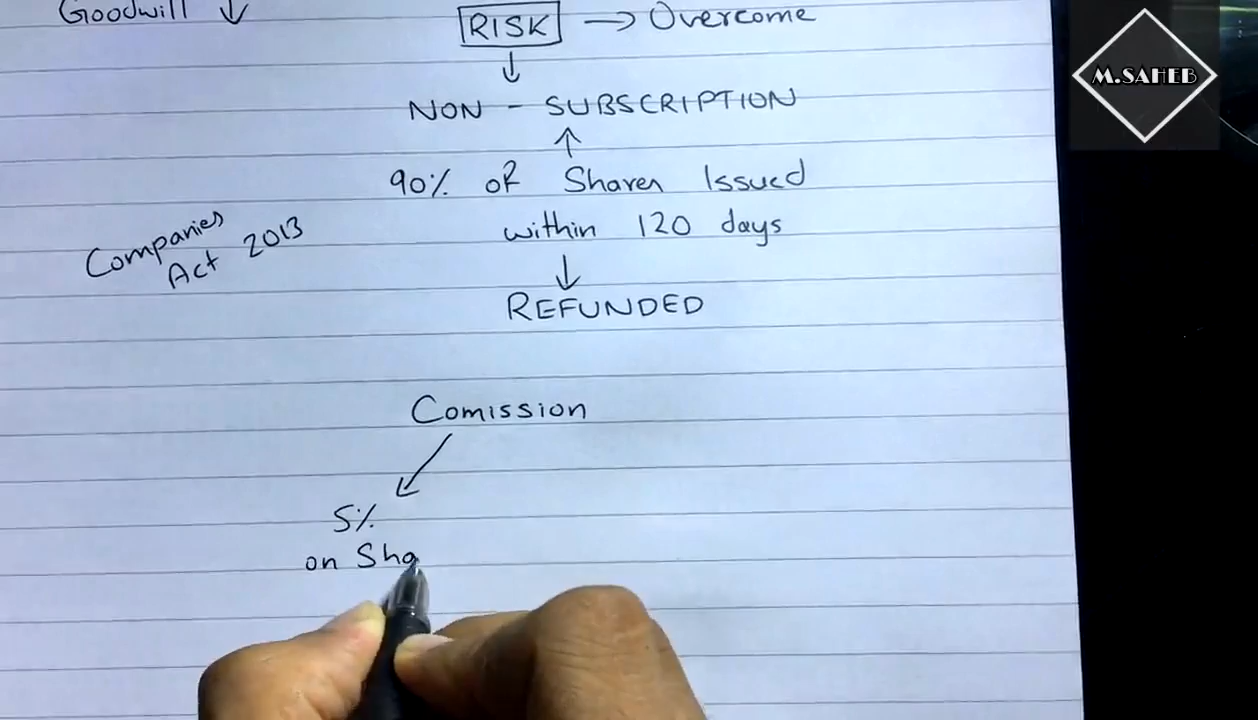 Goodwill ↓
RISK → Overcome
↓
NON - SUBSCRIPTION
↑
90% of Shares Issued
within 120 days
Companies
Act 2013
↓
REFUNDED
Comission
5%
on Sha
M.SAHEB